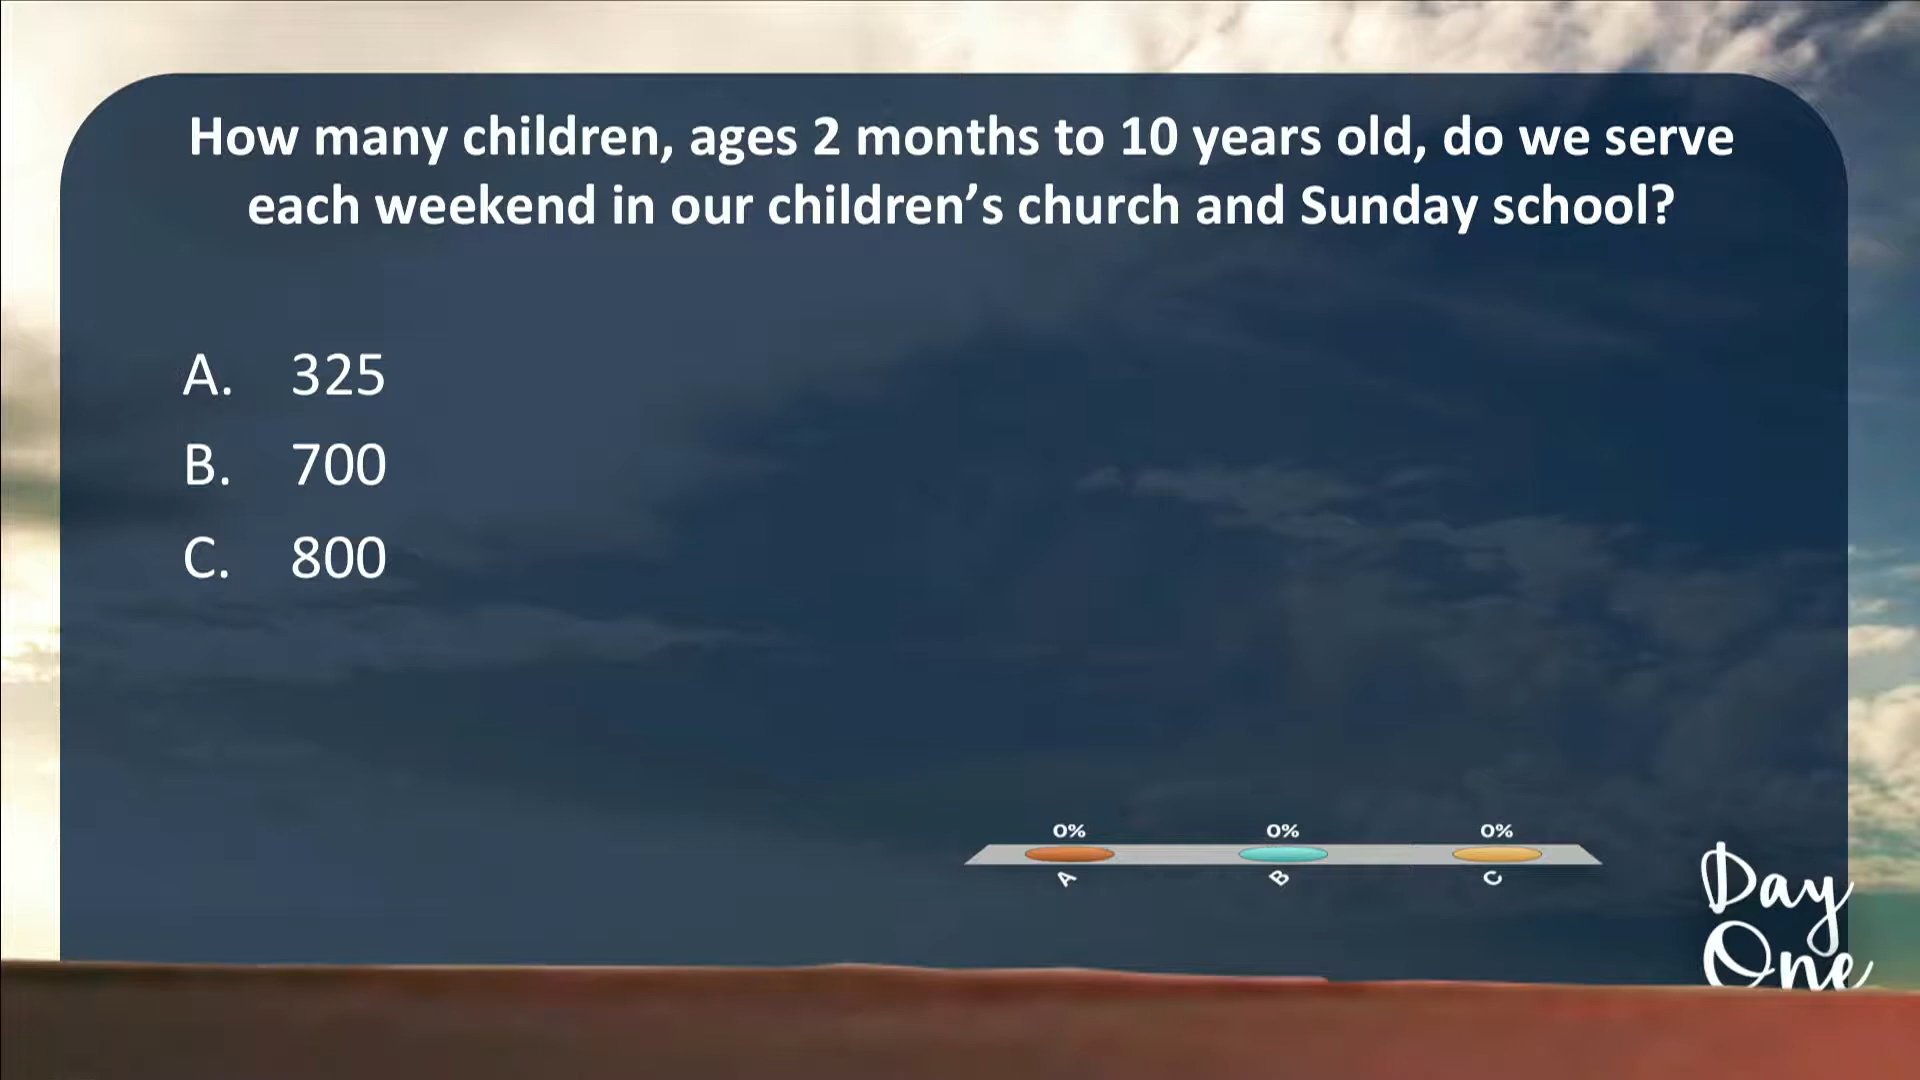 How many children, ages 2 months to 10 years old, do we serve
each weekend in our children’s church and Sunday school?
A. 325
B. 700
C. 800
0% 0% 0%
A B C
Day
One